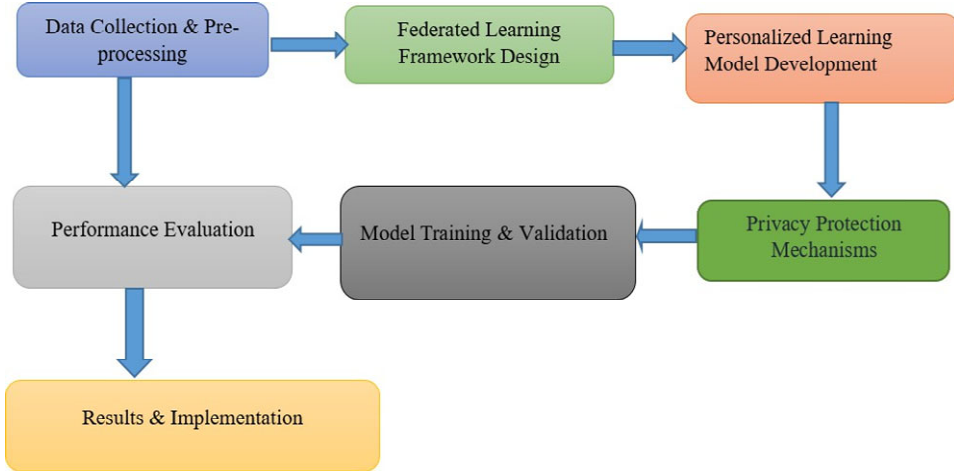 Data Collection & Pre-
processing
Federated Learning
Framework Design
Personalized Learning
Model Development
Performance Evaluation
Model Training & Validation
Privacy Protection
Mechanisms
Results & Implementation